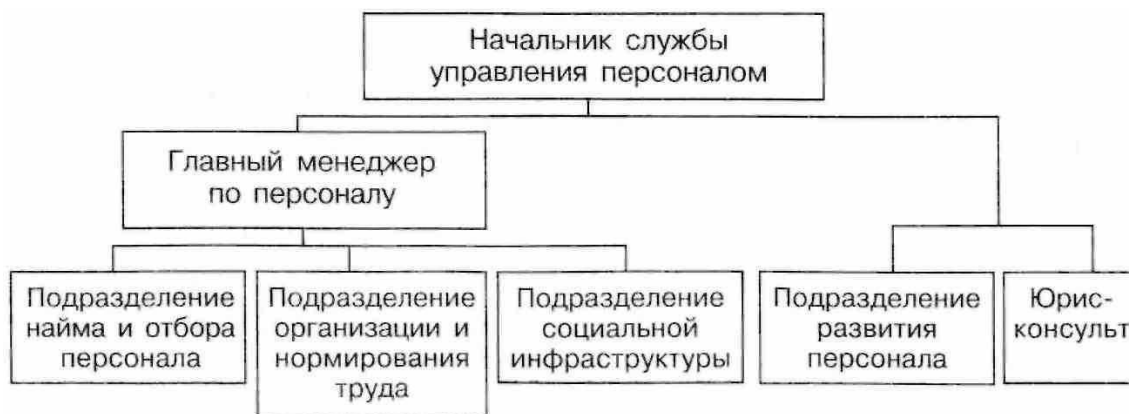 Начальник службы
управления персоналом
Главный менеджер
по персоналу
Подразделение
найма и отбора
персонала
Подразделение
организации и
нормирования
труда
Подразделение
социальной
инфраструктуры
Подразделение
развития
персонала
Юрис-
консульт